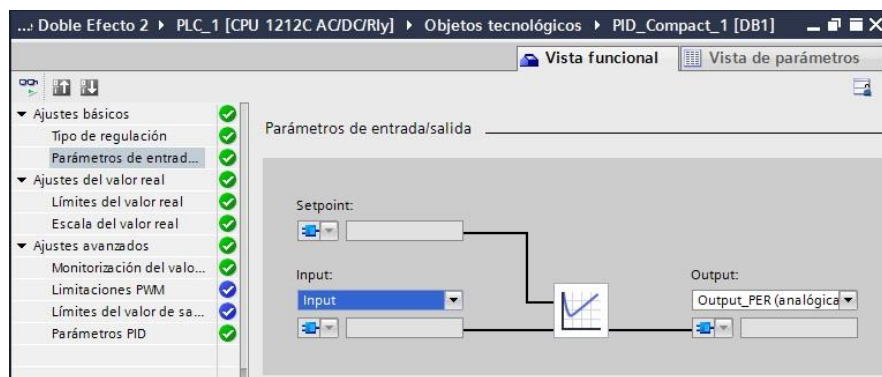 ...e Doble Efecto 2 ▸ PLC_1 [CPU 1212C AC/DC/Rly] ▸ Objetos tecnológicos ▸ PID_Compact_1 [DB1]
Vista funcional
Vista de parámetros
Ajustes básicos
Tipo de regulación
Parámetros de entrad...
Ajustes del valor real
Límites del valor real
Escala del valor real
Ajustes avanzados
Monitorización del valo...
Limitaciones PWM
Límites del valor de sa...
Parámetros PID
Parámetros de entrada/salida
Setpoint:
Input:
Input
Output:
Output_PER (analógica